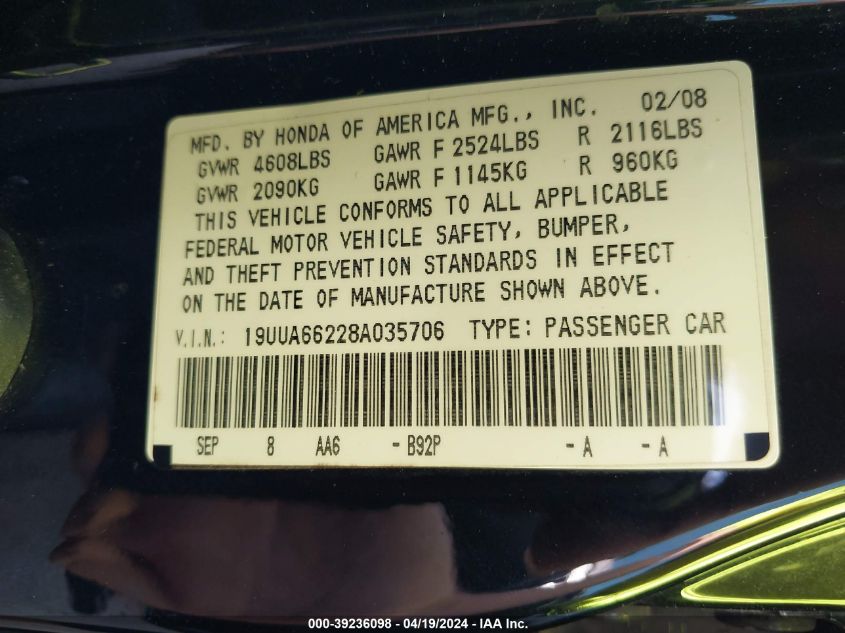 MFD. BY HONDA OF AMERICA MFG., INC. 02/08
GVWR 4608LBS GAWR F 2524LBS R 2116LBS
GVWR 2090KG GAWR F 1145KG R 960KG
THIS VEHICLE CONFORMS TO ALL APPLICABLE
FEDERAL MOTOR VEHICLE SAFETY, BUMPER,
AND THEFT PREVENTION STANDARDS IN EFFECT
ON THE DATE OF MANUFACTURE SHOWN ABOVE.
V.I.N.: 19UUA66228A035706 TYPE: PASSENGER CAR
SEP 8 AA6 - B92P - A - A
000-39236098 - 04/19/2024 - IAA Inc.